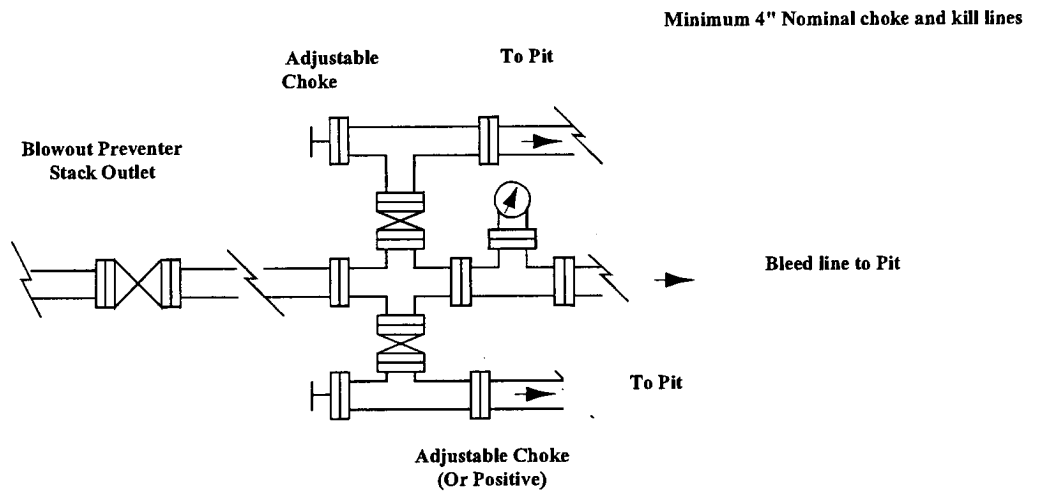 Minimum 4" Nominal choke and kill lines
Adjustable
Choke
To Pit
Blowout Preventer
Stack Outlet
Bleed line to Pit
To Pit
Adjustable Choke
(Or Positive)